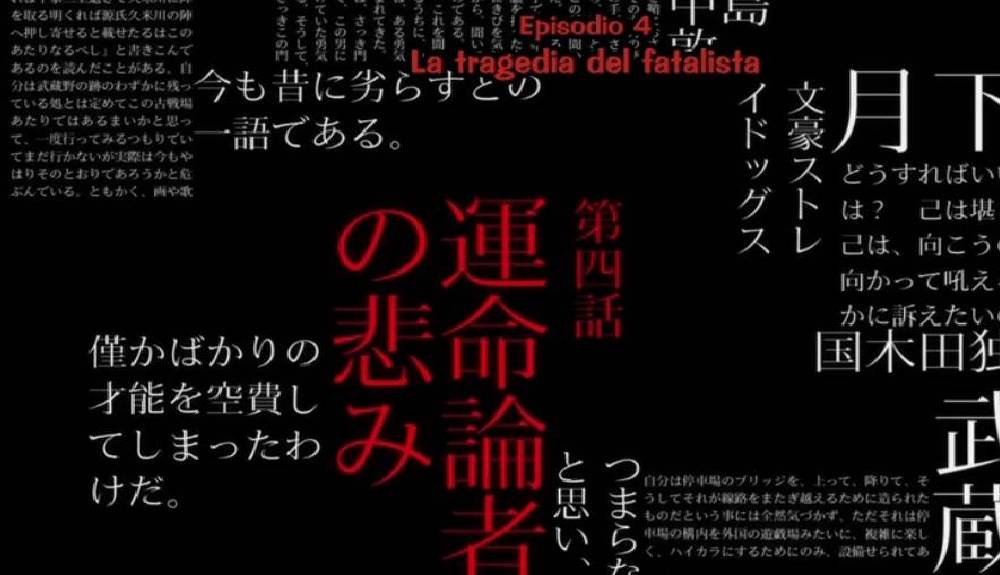 Episodio 4
La tragedia del fatalista
第四話
運命論者
の悲み
を取る明くれば源氏久米川の陣
へ押し寄せると載せたるはこの
あたりなるべし』と書きこんで
あるのを読んだことがある、自
分は武蔵野の跡のわずかに残っ
ている処とは定めてこの古戦場
あたりではあるまいかと思っ
て、一度行ってみるつもりでい
てまだ行かないが実際は今もや
はりそのとおりであろうかと危
ぶんでいる。ともかく、画や歌
今も昔に劣らずとの
一語である。
中島
敦
文豪ストレ
イドッグス
月下
どうすればい
は？　己は堪
己は、向こう
向かって吼え
かに訴えたい
国木田独
武蔵
僅かばかりの
才能を空費し
てしまったわ
けだ。
つまらな
と思い、
自分は停車場のブリッジを、上って、降りて、そ
うしてそれが線路をまたぎ越えるために造られた
ものだという事には全然気づかず、ただそれは停
車場の構内を外国の遊戯場みたいに、複雑に楽し
く、ハイカラにするためにのみ、設備せられてあ